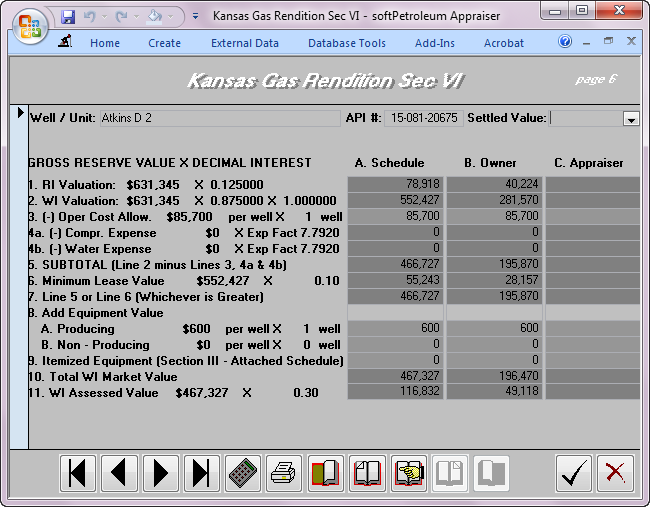 Kansas Gas Rendition Sec VI - softPetroleum Appraiser
Home Create External Data Database Tools Add-Ins Acrobat
Kansas Gas Rendition Sec VI page 6
Well / Unit: Atkins D 2 API #: 15-081-20675 Settled Value:
GROSS RESERVE VALUE X DECIMAL INTEREST A. Schedule B. Owner C. Appraiser
1. RI Valuation: $631,345 X 0.125000 78,918 40,224
2. WI Valuation: $631,345 X 0.875000 X 1.000000 552,427 281,570
3. (-) Oper Cost Allow. $85,700 per well X 1 well 85,700 85,700
4a. (-) Compr. Expense $0 X Exp Fact 7.7920 0 0
4b. (-) Water Expense $0 X Exp Fact 7.7920 0 0
5. SUBTOTAL (Line 2 minus Lines 3, 4a & 4b) 466,727 195,870
6. Minimum Lease Value $552,427 X 0.10 55,243 28,157
7. Line 5 or Line 6 (Whichever is Greater) 466,727 195,870
8. Add Equipment Value
A. Producing $600 per well X 1 well 600 600
B. Non - Producing $0 per well X 0 well 0 0
9. Itemized Equipment (Section III - Attached Schedule) 0 0
10. Total WI Market Value 467,327 196,470
11. WI Assessed Value $467,327 X 0.30 116,832 49,118